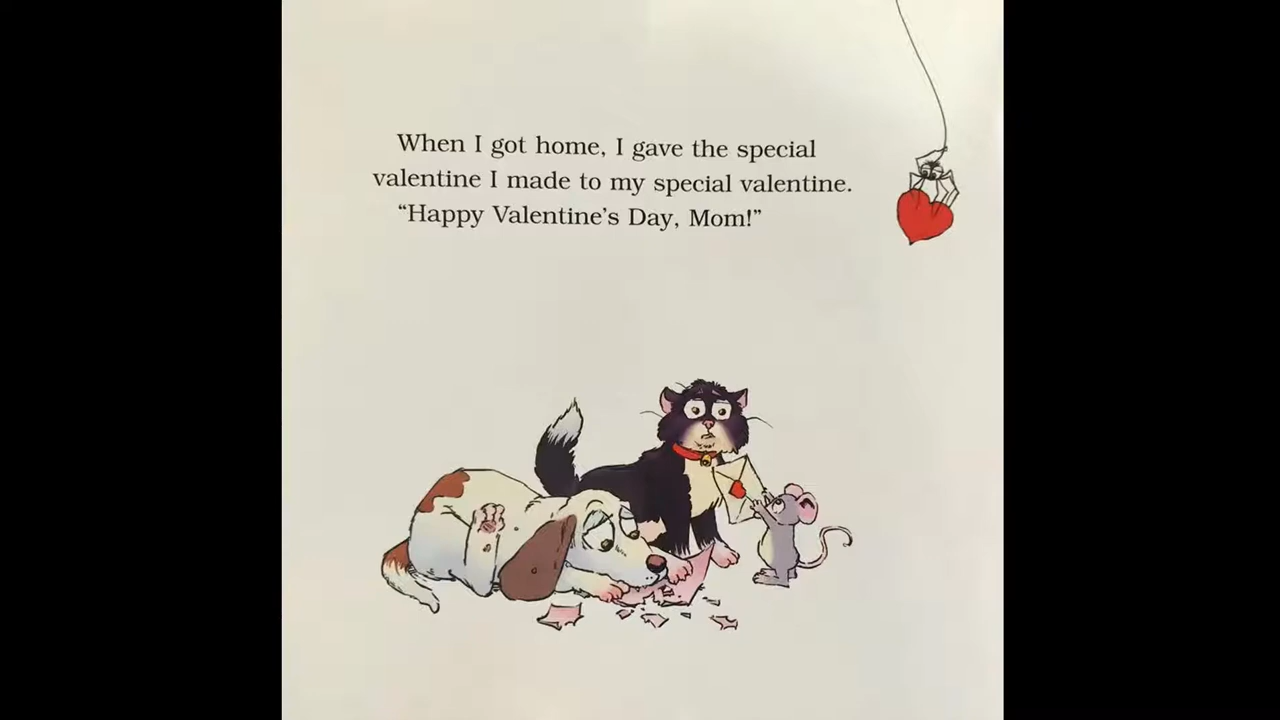 When I got home, I gave the special
valentine I made to my special valentine.
“Happy Valentine’s Day, Mom!”